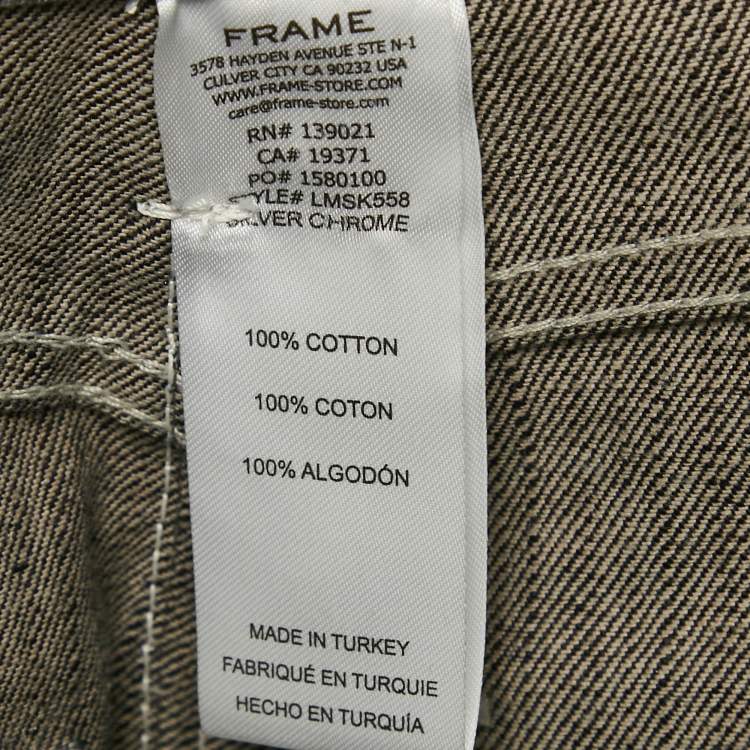 FRAME
3578 HAYDEN AVENUE STE N-1
CULVER CITY CA 90232 USA
WWW.FRAME-STORE.COM
care@frame-store.com
RN# 139021
CA# 19371
PO# 1580100
STYLE# LMSK558
SILVER CHROME
100% COTTON
100% COTON
100% ALGODÓN
MADE IN TURKEY
FABRIQUÉ EN TURQUIE
HECHO EN TURQUÍA